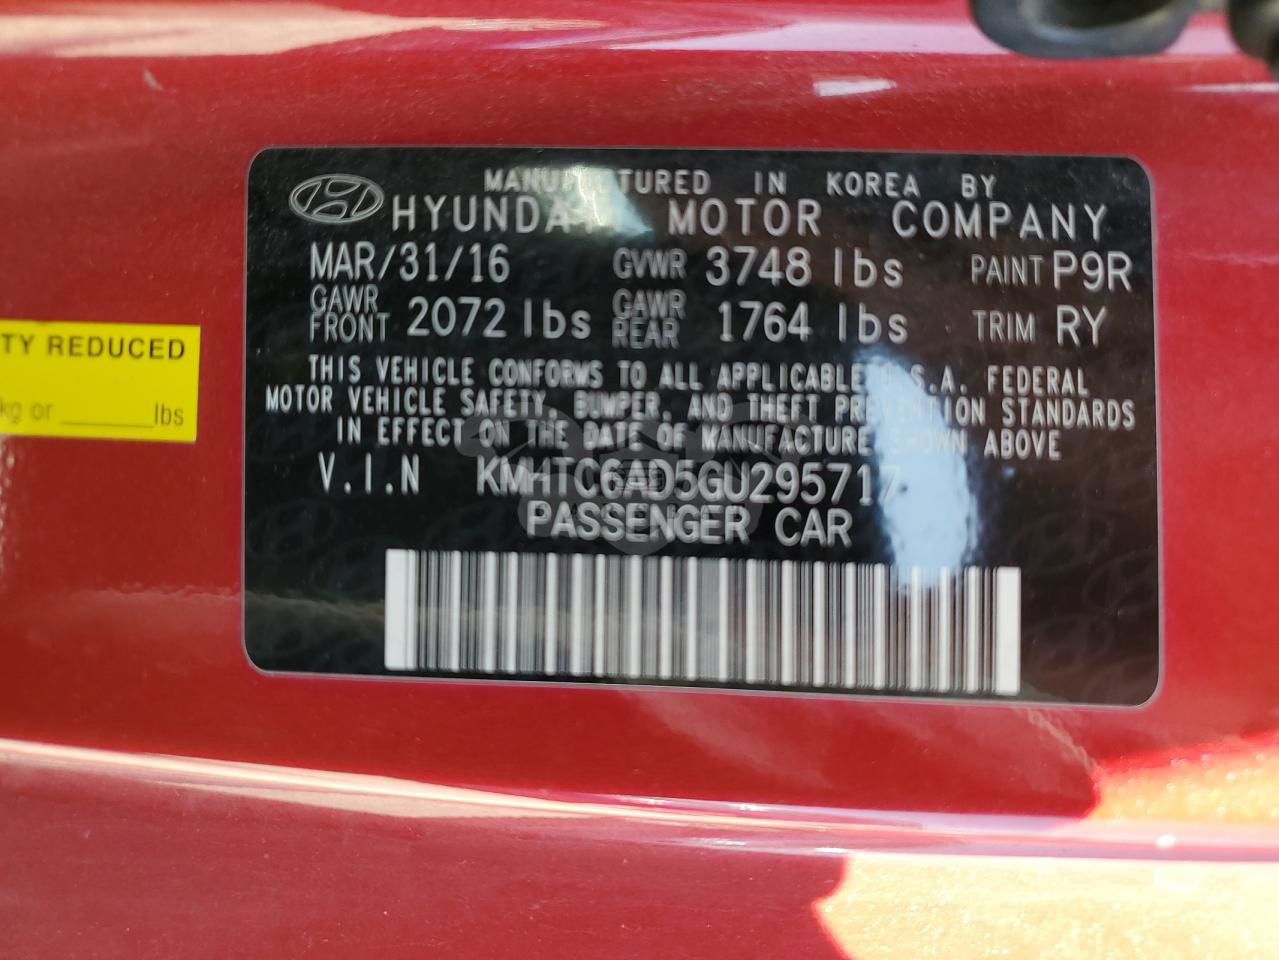 MANUFACTURED IN KOREA BY
HYUNDAI MOTOR COMPANY
MAR/31/16 GVWR 3748 lbs PAINT P9R
GAWR FRONT 2072 lbs GAWR REAR 1764 lbs TRIM RY
THIS VEHICLE CONFORMS TO ALL APPLICABLE U.S.A. FEDERAL
MOTOR VEHICLE SAFETY, BUMPER, AND THEFT PREVENTION STANDARDS
IN EFFECT ON THE DATE OF MANUFACTURE SHOWN ABOVE
V.I.N KMHTC6AD5GU295717
PASSENGER CAR
TY REDUCED
kg or ______ lbs